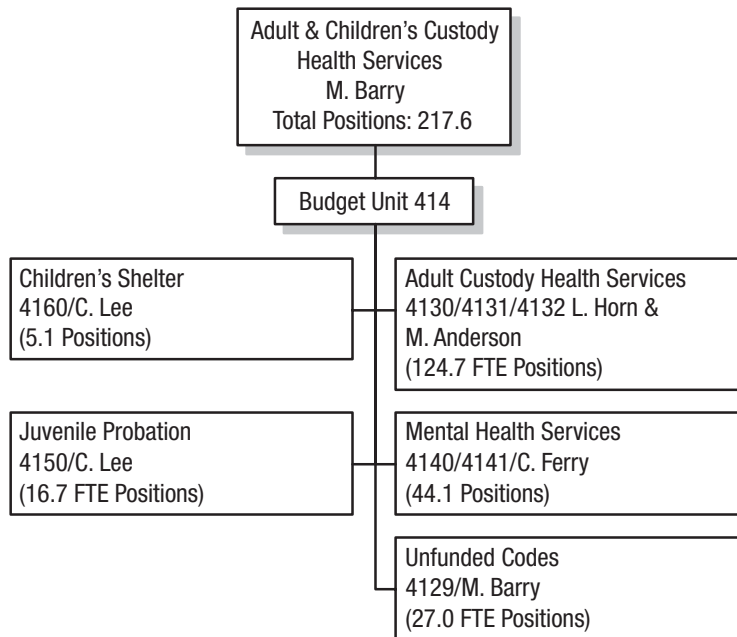 Adult & Children’s Custody
Health Services
M. Barry
Total Positions: 217.6
Budget Unit 414
Children’s Shelter
4160/C. Lee
(5.1 Positions)
Adult Custody Health Services
4130/4131/4132 L. Horn &
M. Anderson
(124.7 FTE Positions)
Juvenile Probation
4150/C. Lee
(16.7 FTE Positions)
Mental Health Services
4140/4141/C. Ferry
(44.1 Positions)
Unfunded Codes
4129/M. Barry
(27.0 FTE Positions)